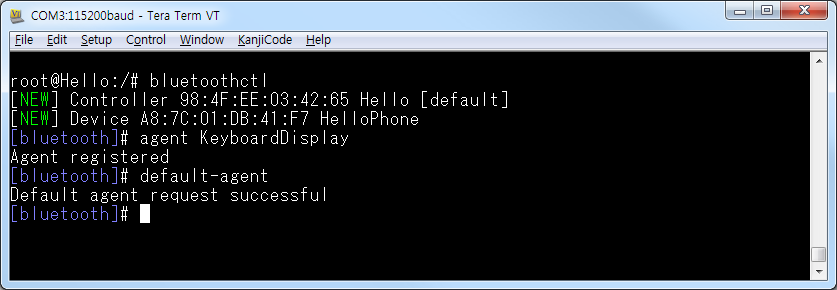 COM3:115200baud - Tera Term VT
File Edit Setup Control Window KanjiCode Help
root@Hello:/# bluetoothctl
[NEW] Controller 98:4F:EE:03:42:65 Hello [default]
[NEW] Device A8:7C:01:DB:41:F7 HelloPhone
[bluetooth]# agent KeyboardDisplay
Agent registered
[bluetooth]# default-agent
Default agent request successful
[bluetooth]#